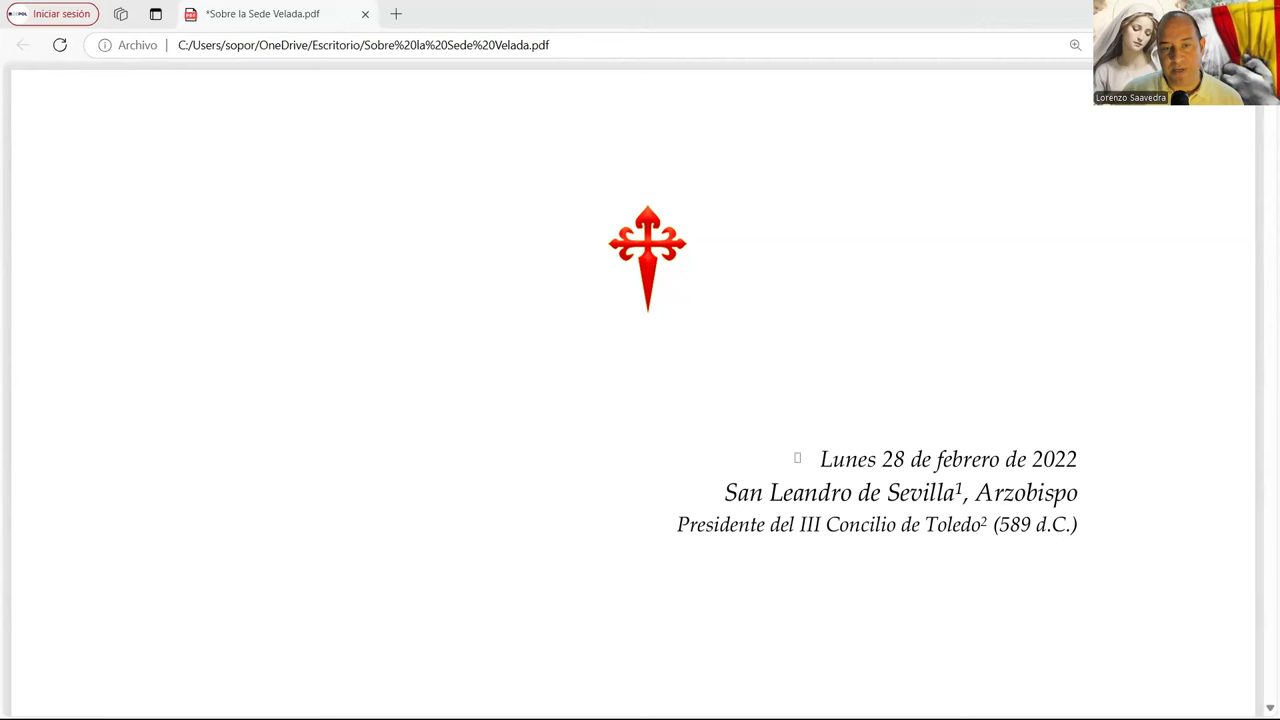 Iniciar sesión
*Sobre la Sede Velada.pdf
Archivo
C:/Users/sopor/OneDrive/Escritorio/Sobre%20la%20Sede%20Velada.pdf
Lorenzo Saavedra
Lunes 28 de febrero de 2022
San Leandro de Sevilla¹, Arzobispo
Presidente del III Concilio de Toledo² (589 d.C.)